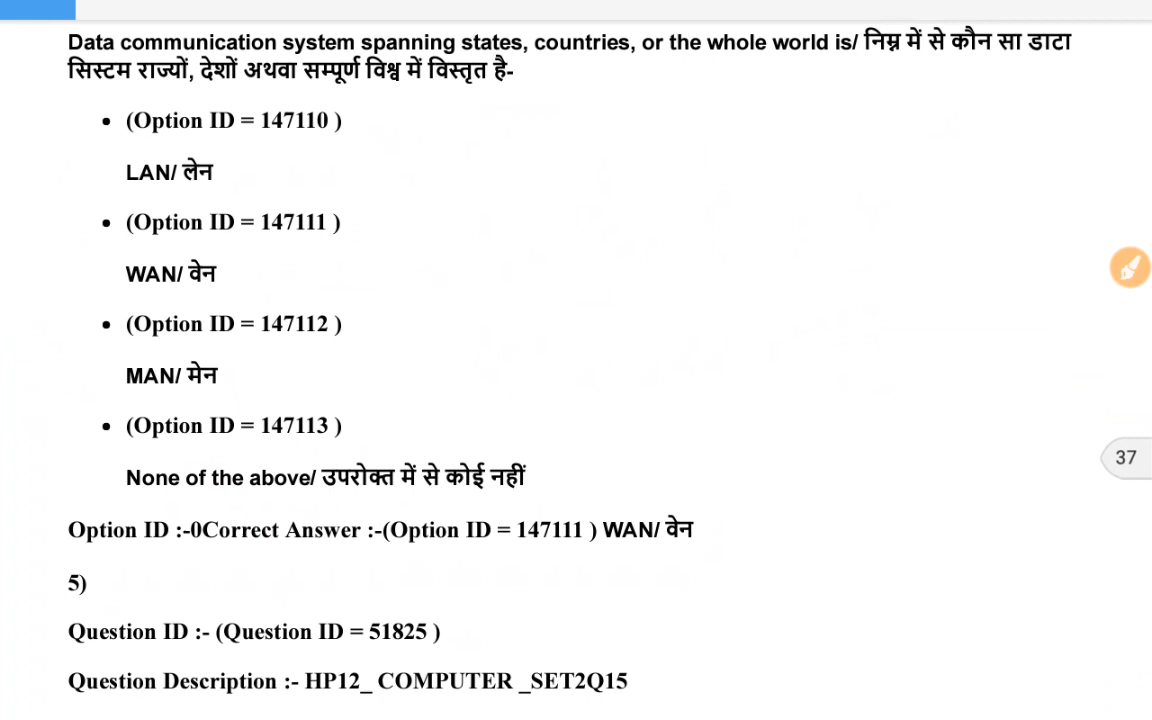 Data communication system spanning states, countries, or the whole world is/ निम्न में से कौन सा डाटा
सिस्टम राज्यों, देशों अथवा सम्पूर्ण विश्व में विस्तृत है-
• (Option ID = 147110 )
LAN/ लेन
• (Option ID = 147111 )
WAN/ वेन
• (Option ID = 147112 )
MAN/ मेन
• (Option ID = 147113 )
None of the above/ उपरोक्त में से कोई नहीं
37
Option ID :-0Correct Answer :-(Option ID = 147111 ) WAN/ वेन
5)
Question ID :- (Question ID = 51825 )
Question Description :- HP12_ COMPUTER _SET2Q15